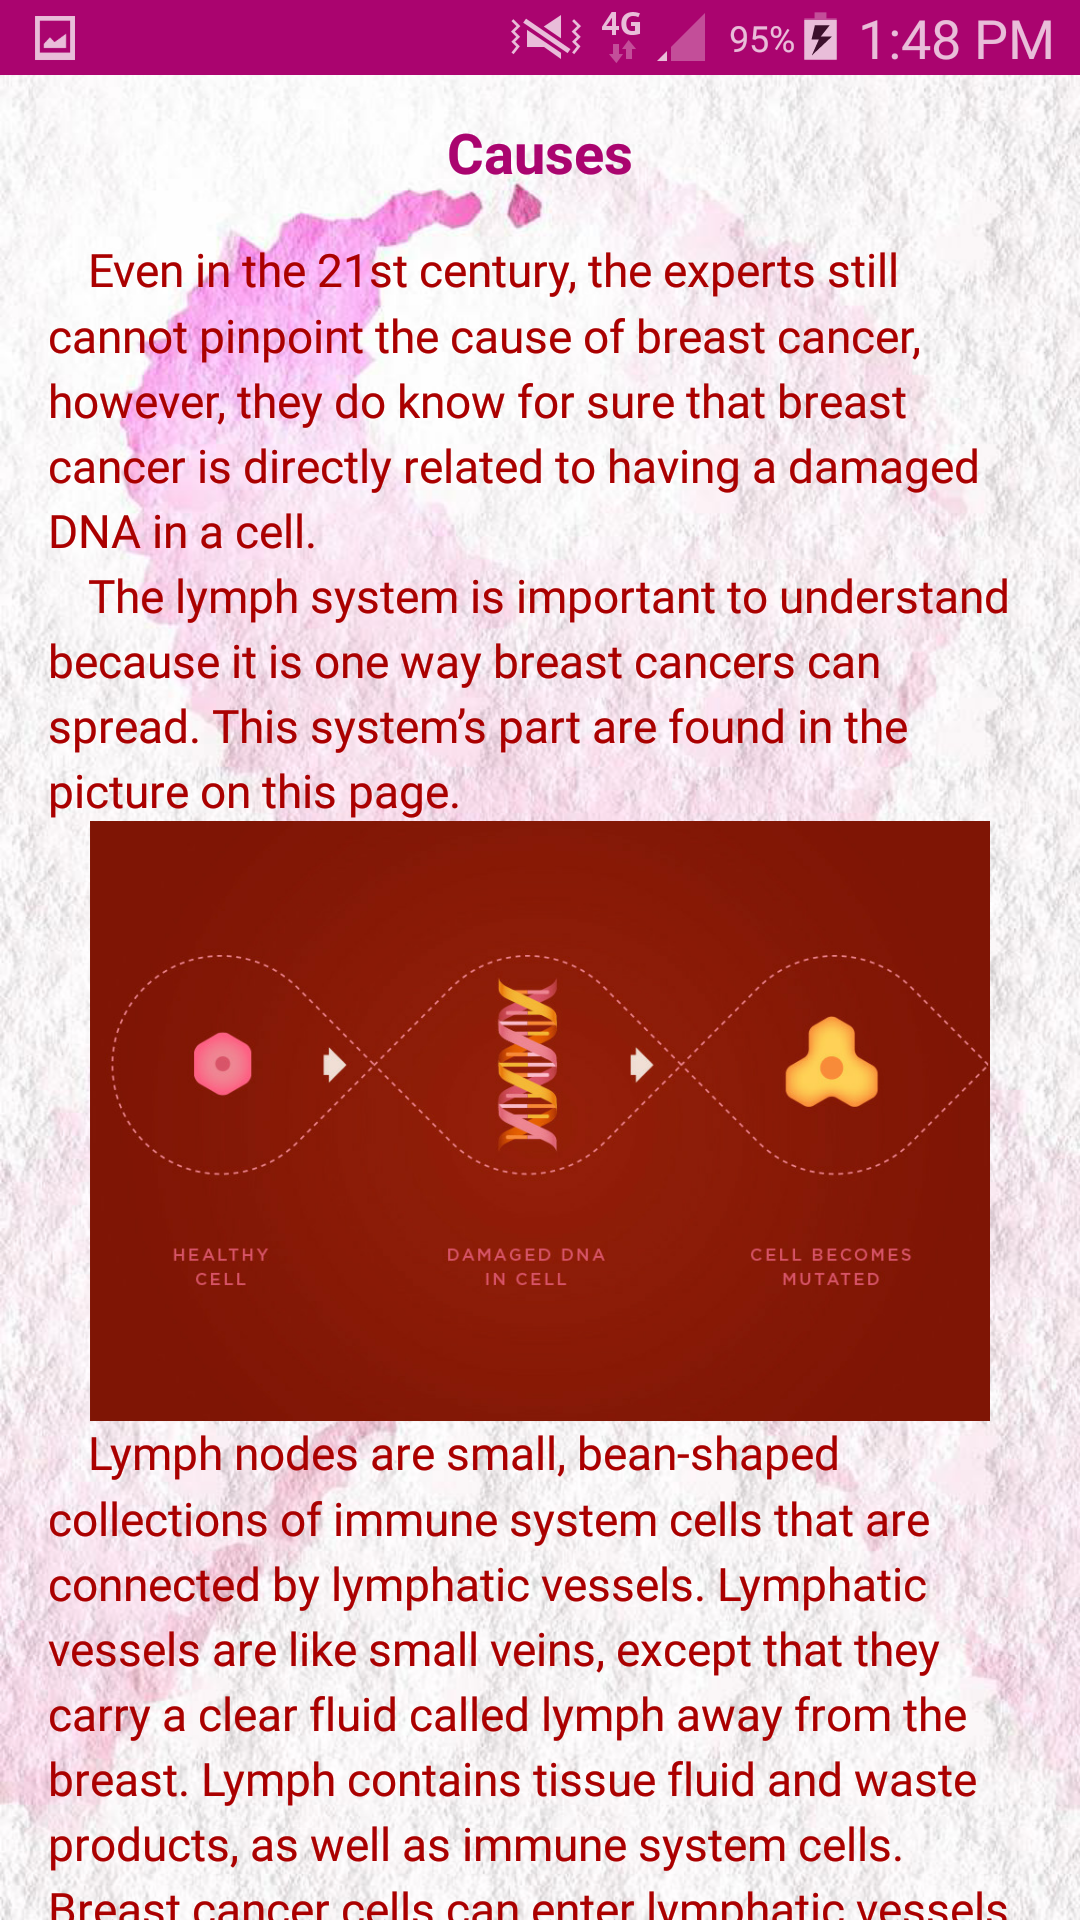 4G 95% 1:48 PM
Causes
Even in the 21st century, the experts still
cannot pinpoint the cause of breast cancer,
however, they do know for sure that breast
cancer is directly related to having a damaged
DNA in a cell.
The lymph system is important to understand
because it is one way breast cancers can
spread. This system’s part are found in the
picture on this page.
HEALTHY
CELL
DAMAGED DNA
IN CELL
CELL BECOMES
MUTATED
Lymph nodes are small, bean-shaped
collections of immune system cells that are
connected by lymphatic vessels. Lymphatic
vessels are like small veins, except that they
carry a clear fluid called lymph away from the
breast. Lymph contains tissue fluid and waste
products, as well as immune system cells.
Breast cancer cells can enter lymphatic vessels